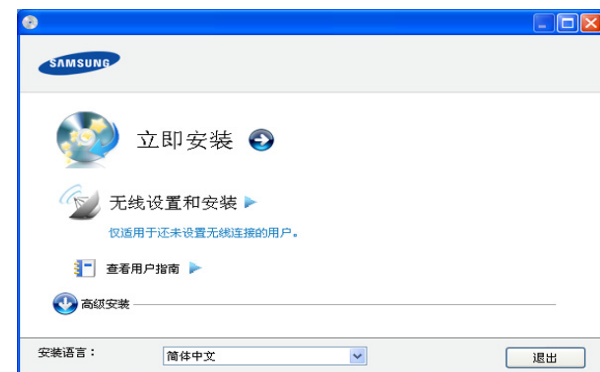 SAMSUNG
立即安装
无线设置和安装
仅适用于还未设置无线连接的用户。
查看用户指南
高级安装
安装语言：
简体中文
退出